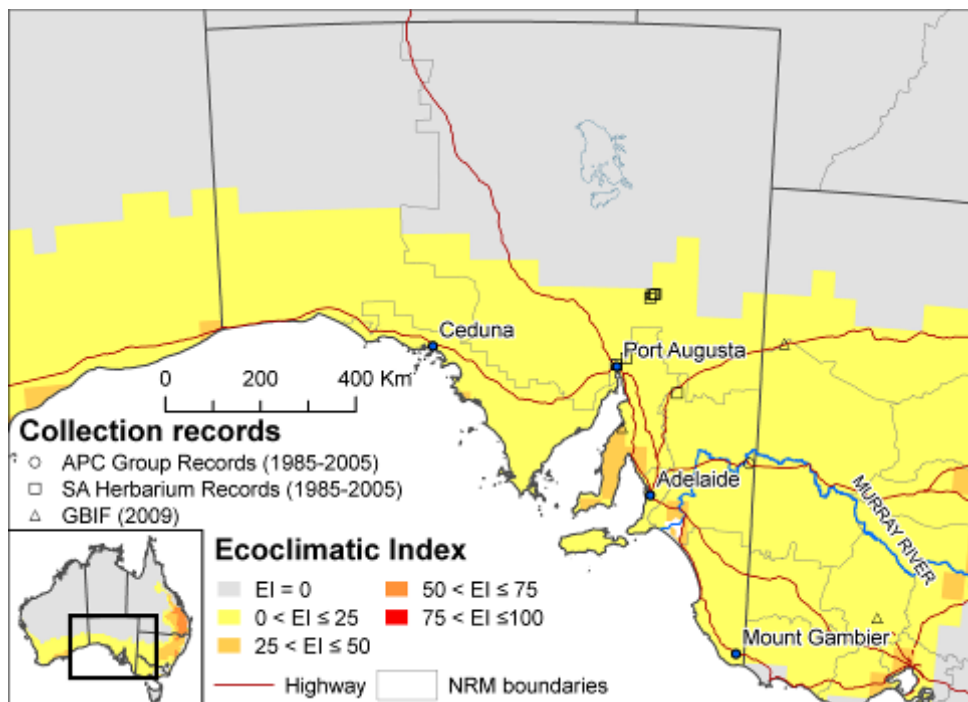 Ceduna
Port Augusta
0 200 400 Km
Collection records
APC Group Records (1985-2005)
SA Herbarium Records (1985-2005)
GBIF (2009)
Adelaide
MURRAY RIVER
Ecoclimatic Index
EI = 0
0 < EI ≤ 25
25 < EI ≤ 50
50 < EI ≤ 75
75 < EI ≤100
Mount Gambier
Highway
NRM boundaries